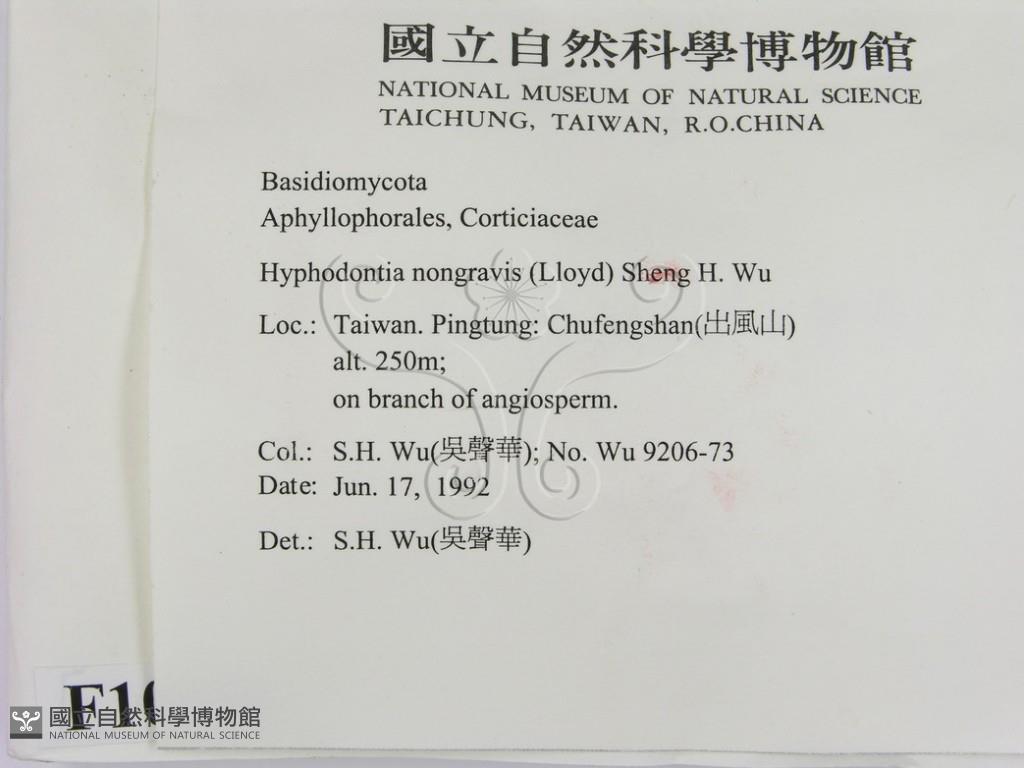 國立自然科學博物館
NATIONAL MUSEUM OF NATURAL SCIENCE
TAICHUNG, TAIWAN, R.O.CHINA
Basidiomycota
Aphyllophorales, Corticiaceae
Hyphodontia nongravis (Lloyd) Sheng H. Wu
Loc.: Taiwan. Pingtung: Chufengshan(出風山)
alt. 250m;
on branch of angiosperm.
Col.: S.H. Wu(吳聲華); No. Wu 9206-73
Date: Jun. 17, 1992
Det.: S.H. Wu(吳聲華)
國立自然科學博物館
NATIONAL MUSEUM OF NATURAL SCIENCE